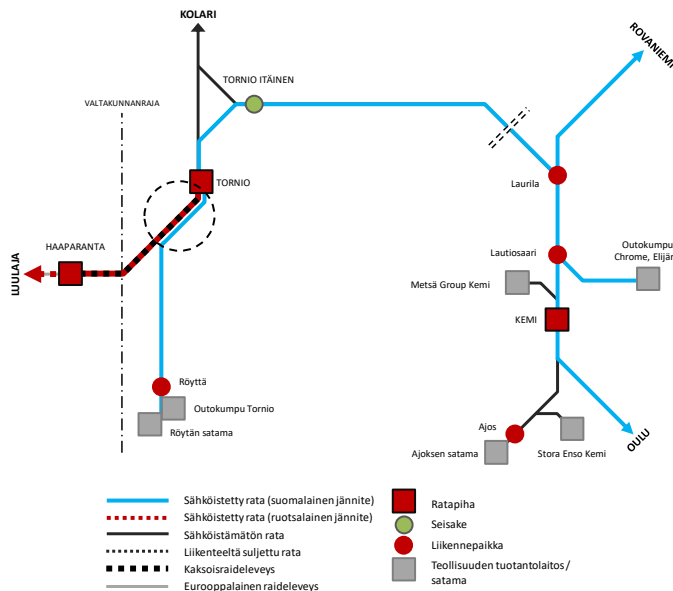 KOLARI
ROVANIEMI
TORNIO ITÄINEN
VALTAKUNNANRAJA
TORNIO
Laurila
HAAPARANTA
LUULAJA
Lautiosaari
Outokumpu
Chrome, Elijär
Metsä Group Kemi
KEMI
Röyttä
Outokumpu Tornio
Röytän satama
Ajos
Ajoksen satama
Stora Enso Kemi
OULU
Sähköistetty rata (suomalainen jännite)
Sähköistetty rata (ruotsalainen jännite)
Sähköistämätön rata
Liikenteeltä suljettu rata
Kaksoisraideleveys
Eurooppalainen raideleveys
Ratapiha
Seisake
Liikennepaikka
Teollisuuden tuotantolaitos /
satama